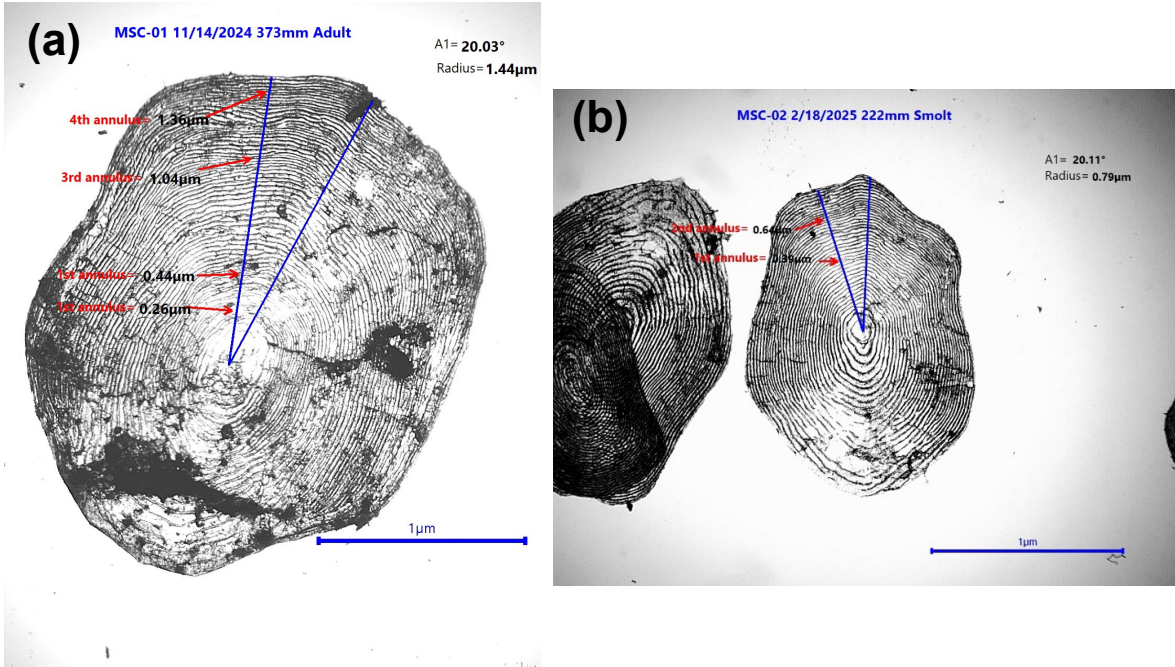 (a)
MSC-01 11/14/2024 373mm Adult
A1= 20.03°
Radius= 1.44µm
4th annulus= 1.36µm
3rd annulus= 1.04µm
1st annulus= 0.44µm
1st annulus= 0.26µm
1µm
(b)
MSC-02 2/18/2025 222mm Smolt
A1= 20.11°
Radius= 0.79µm
2nd annulus= 0.64µm
1st annulus= 0.39µm
1µm